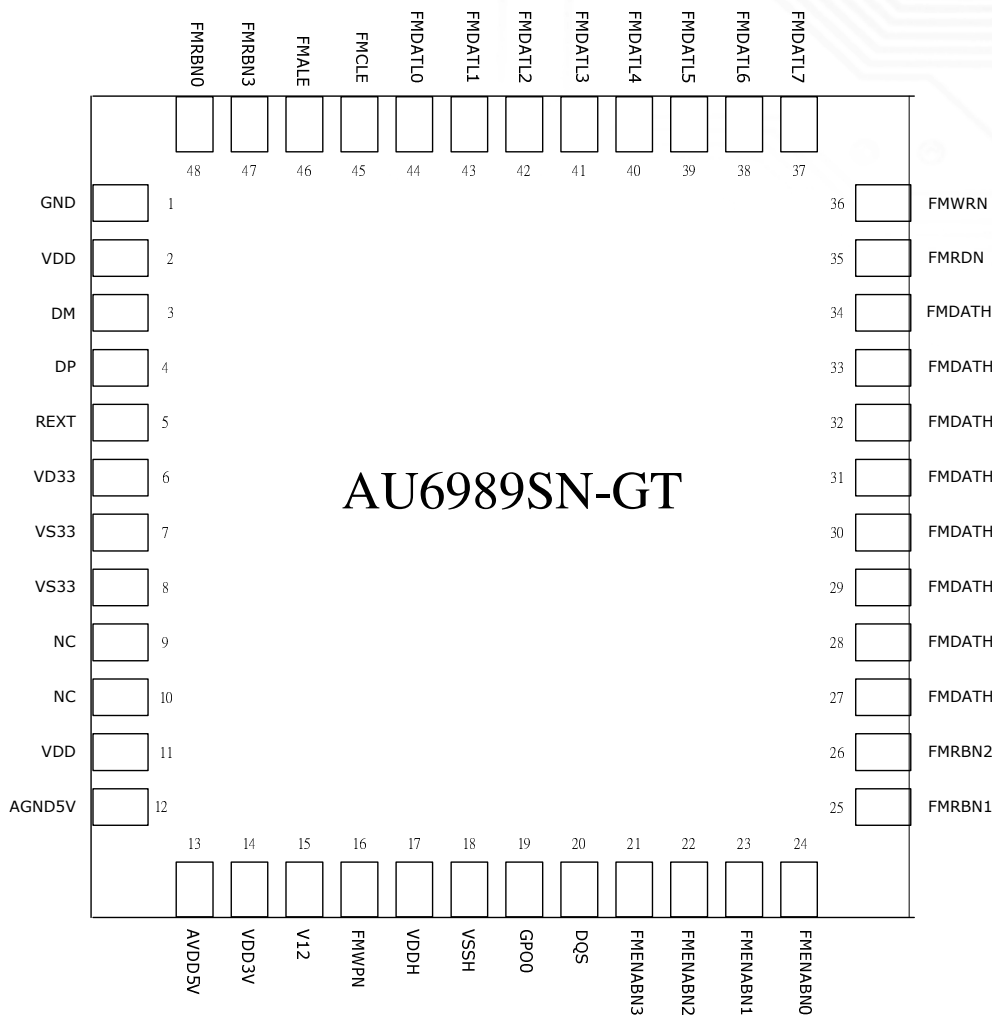 FMRBN0
FMRBN3
FMALE
FMCLE
FMDATL0
FMDATL1
FMDATL2
FMDATL3
FMDATL4
FMDATL5
FMDATL6
FMDATL7
48 47 46 45 44 43 42 41 40 39 38 37
GND 1
VDD 2
DM 3
DP 4
REXT 5
VD33 6
VS33 7
VS33 8
NC 9
NC 10
VDD 11
AGND5V 12
36 FMWRN
35 FMRDN
34 FMDATH
33 FMDATH
32 FMDATH
31 FMDATH
30 FMDATH
29 FMDATH
28 FMDATH
27 FMDATH
26 FMRBN2
25 FMRBN1
AU6989SN-GT
13 14 15 16 17 18 19 20 21 22 23 24
AVDD5V
VDD3V
V12
FMWPN
VDDH
VSSH
GPO0
DQS
FMENABN3
FMENABN2
FMENABN1
FMENABN0